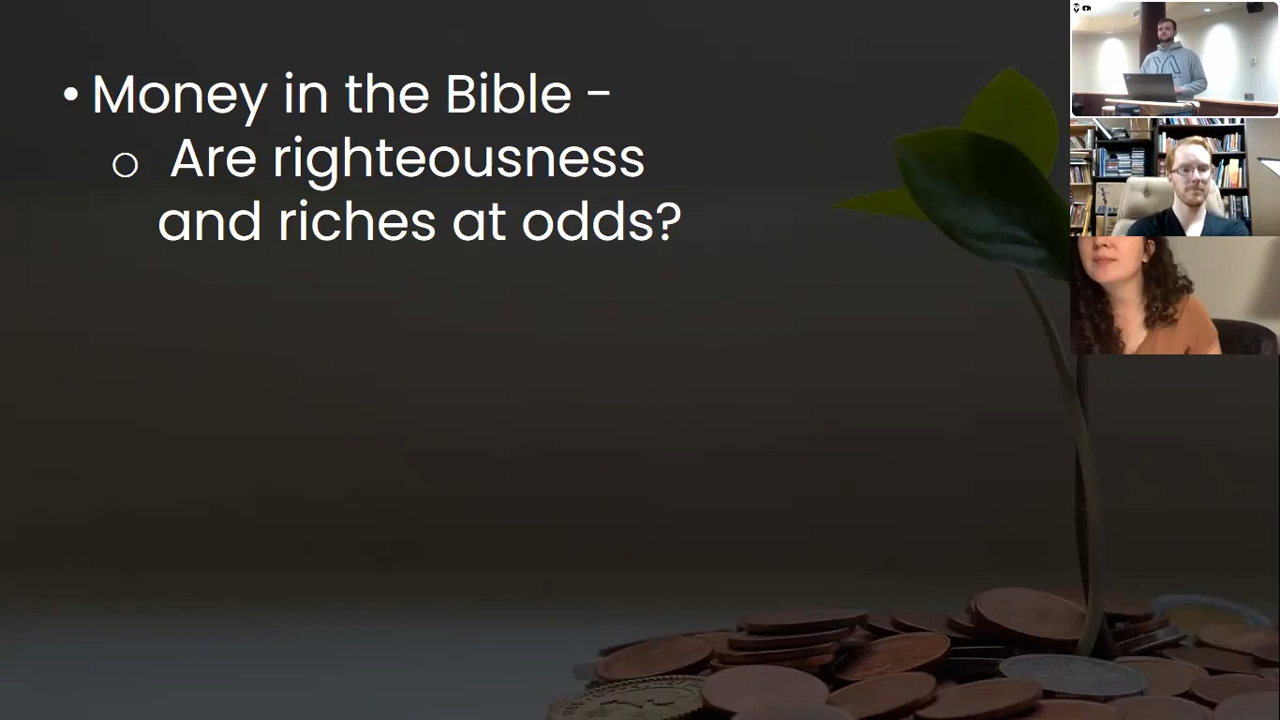 • Money in the Bible -
o Are righteousness
and riches at odds?